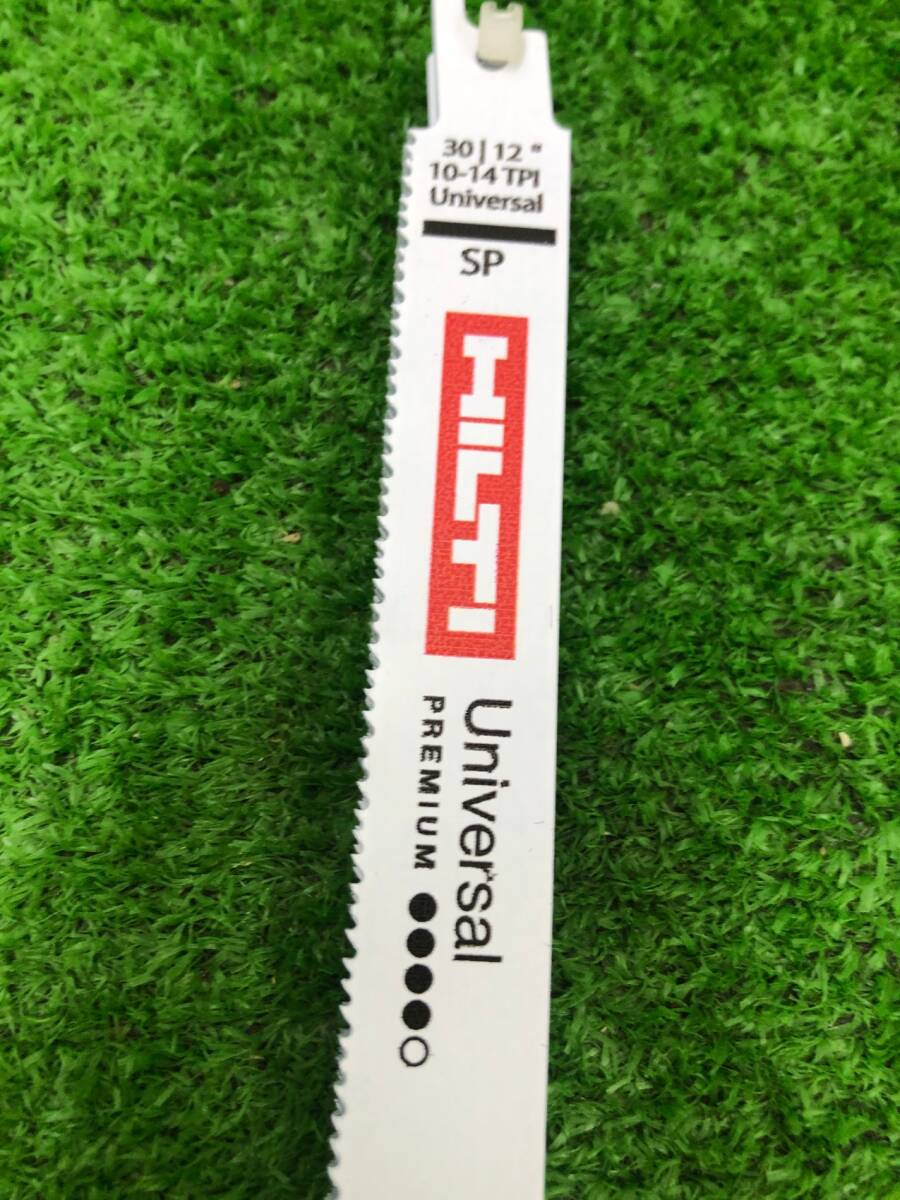 30 | 12 "
10-14 TPI
Universal
SP
HILTI
Universal
PREMIUM